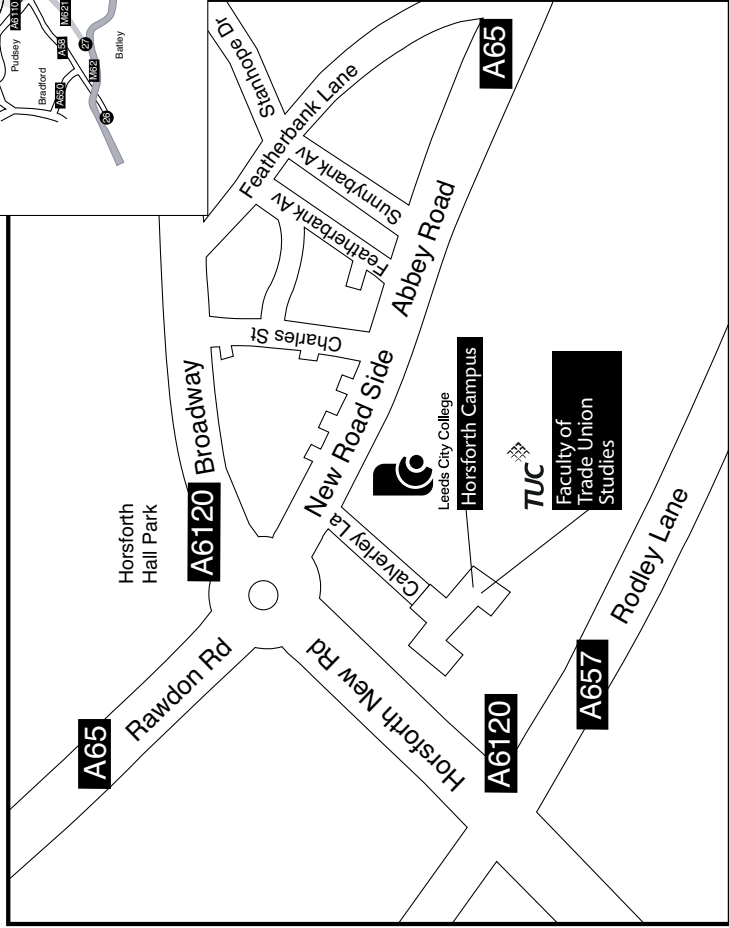 A6110
M621
Pudsey
A58
27
M62
Batley
Bradford
A650
26
Stanhope Dr
Featherbank Lane
A65
Sunnybank Av
Featherbank Av
Abbey Road
Charles St
Broadway
New Road Side
Horsforth
Hall Park
A6120
Leeds City College
Horsforth Campus
TUC
Faculty of
Trade Union
Studies
Calverley La
Rodley Lane
Rawdon Rd
A65
Horsforth New Rd
A6120
A657